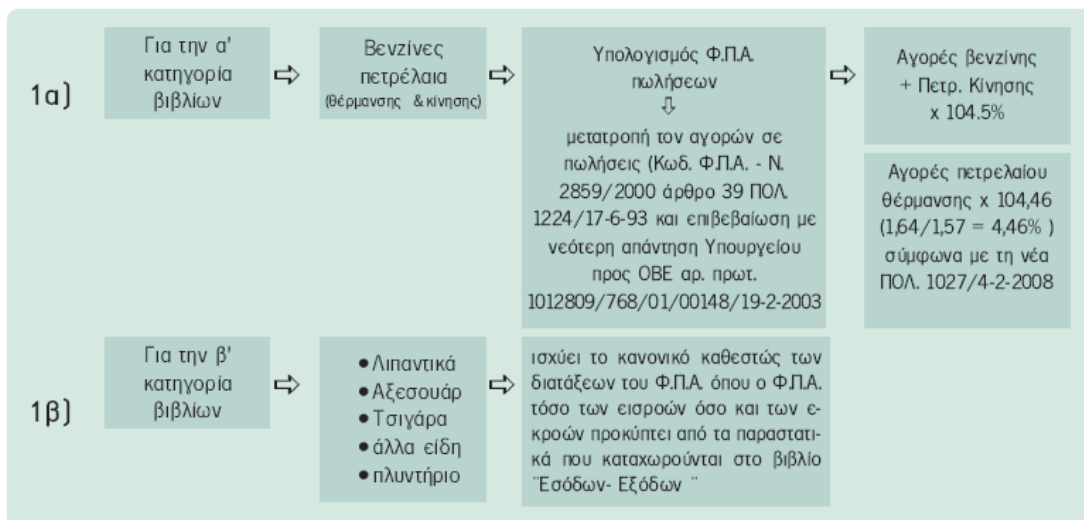 1α)
Για την α'
κατηγορία
βιβλίων
⇨
Βενζίνες
πετρέλαια
(θέρμανσης & κίνησης)
⇨
Υπολογισμός Φ.Π.Α.
πωλήσεων
⇩
μετατροπή τον αγορών σε
πωλήσεις (Κωδ. Φ.Π.Α. - Ν.
2859/2000 άρθρο 39 ΠΟΛ.
1224/17-6-93 και επιβεβαίωση με
νεότερη απάντηση Υπουργείου
προς ΟΒΕ αρ. πρωτ.
1012809/768/01/00148/19-2-2003
⇨
Αγορές βενζίνης
+ Πετρ. Κίνησης
x 104.5%
Αγορές πετρελαίου
θέρμανσης x 104,46
(1,64/1,57 = 4,46% )
σύμφωνα με τη νέα
ΠΟΛ. 1027/4-2-2008
1β)
Για την β'
κατηγορία
βιβλίων
⇨
● Λιπαντικά
● Αξεσουάρ
● Τσιγάρα
● άλλα είδη
● πλυντήριο
⇨
ισχύει το κανονικό καθεστώς των
διατάξεων του Φ.Π.Α. όπου ο Φ.Π.Α.
τόσο των εισροών όσο και των ε-
κροών προκύπτει από τα παραστατι-
κά που καταχωρούνται στο βιβλίο
¨Εσόδων- Εξόδων ¨